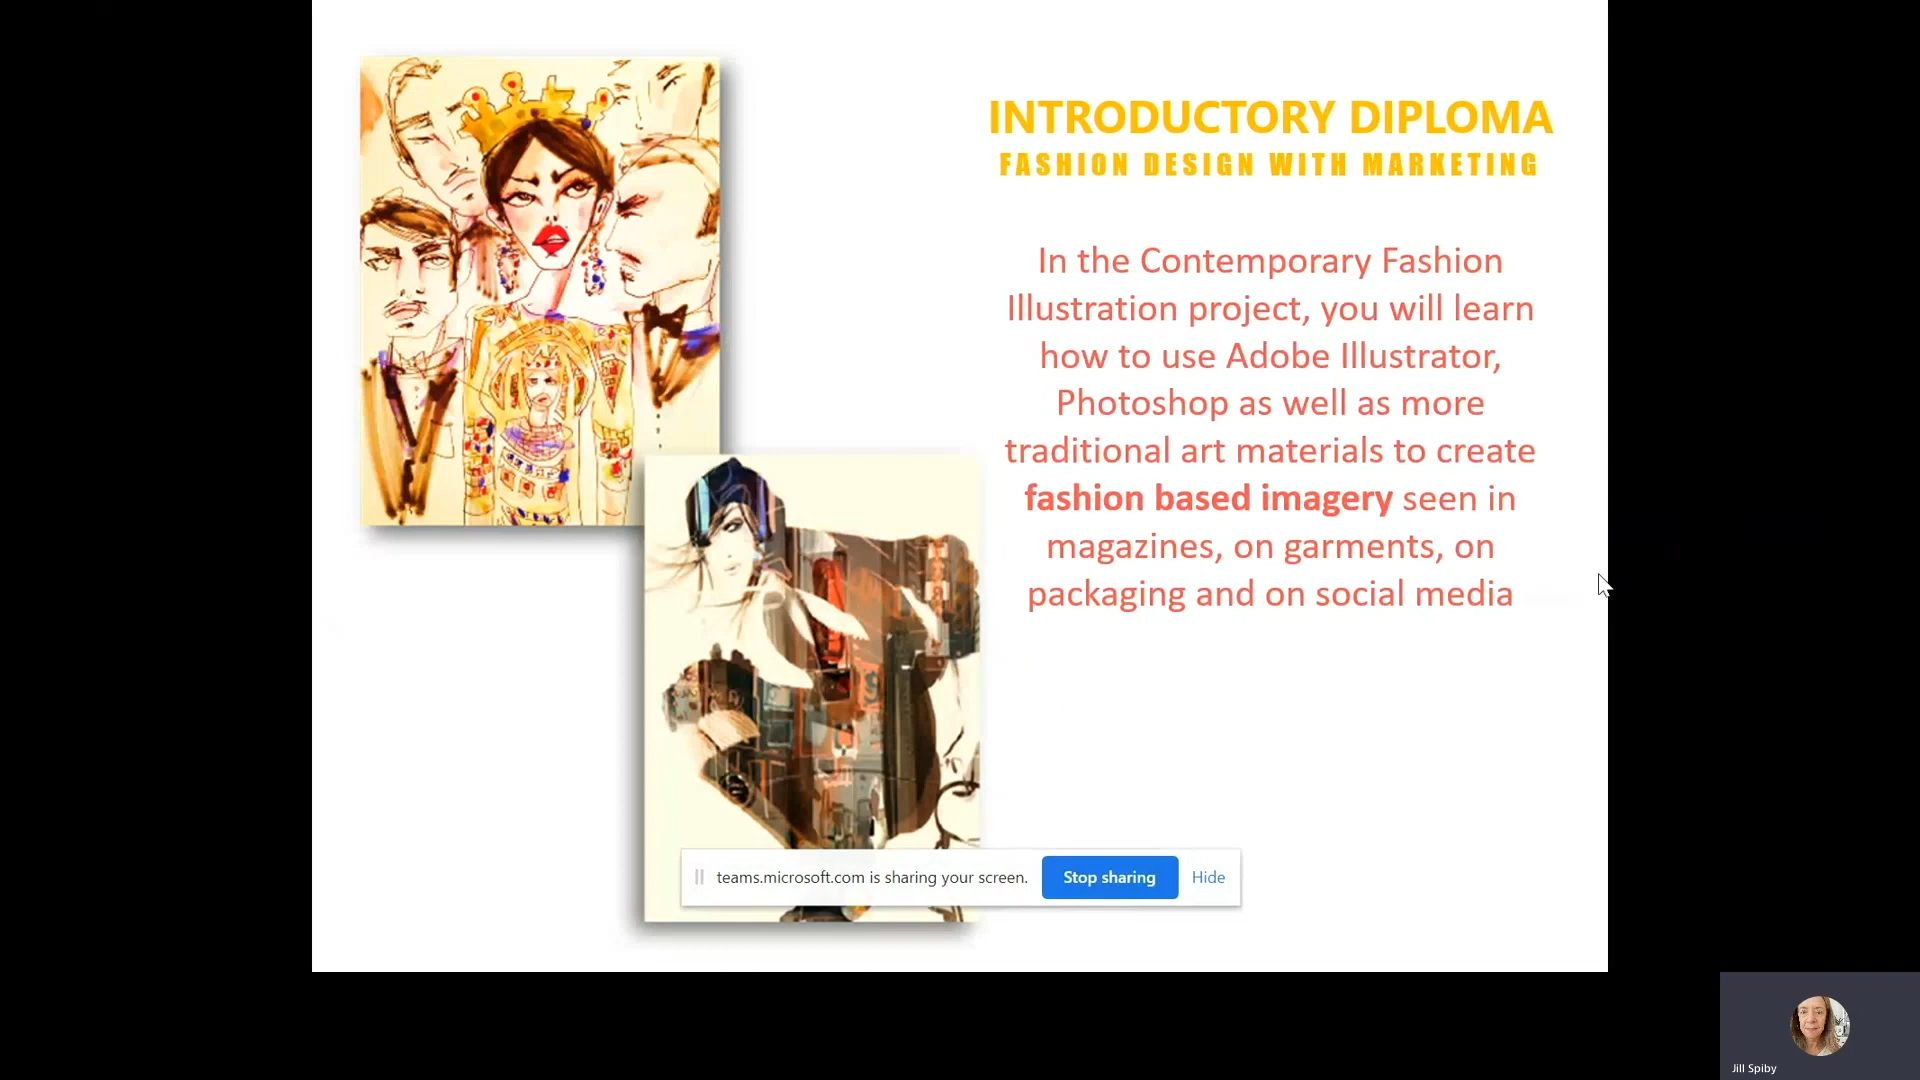 INTRODUCTORY DIPLOMA
FASHION DESIGN WITH MARKETING
In the Contemporary Fashion
Illustration project, you will learn
how to use Adobe Illustrator,
Photoshop as well as more
traditional art materials to create
fashion based imagery seen in
magazines, on garments, on
packaging and on social media
teams.microsoft.com is sharing your screen.
Stop sharing
Hide
Jill Spiby